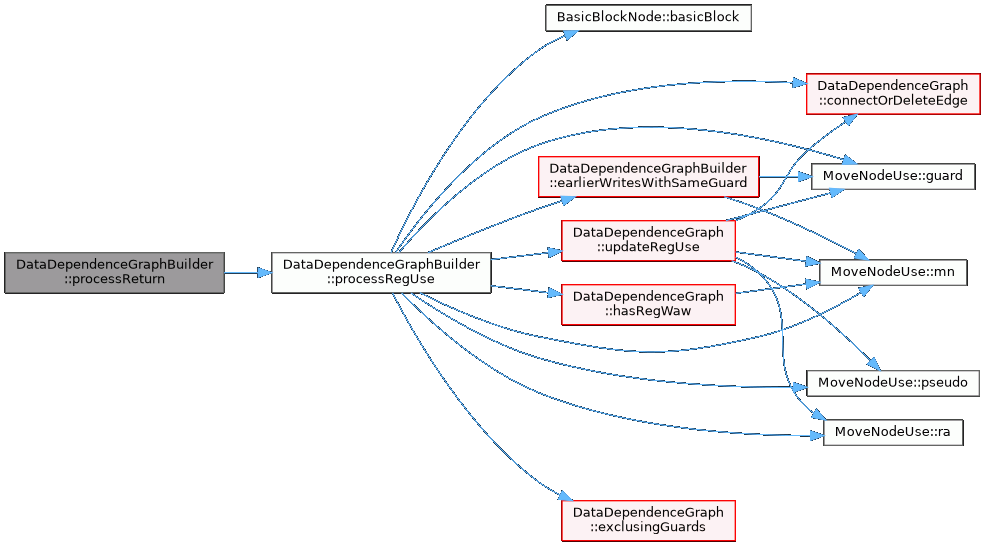 BasicBlockNode::basicBlock
DataDependenceGraph
::connectOrDeleteEdge
DataDependenceGraphBuilder
::earlierWritesWithSameGuard
MoveNodeUse::guard
DataDependenceGraph
::updateRegUse
DataDependenceGraphBuilder
::processReturn
DataDependenceGraphBuilder
::processRegUse
MoveNodeUse::mn
DataDependenceGraph
::hasRegWaw
MoveNodeUse::pseudo
MoveNodeUse::ra
DataDependenceGraph
::exclusingGuards